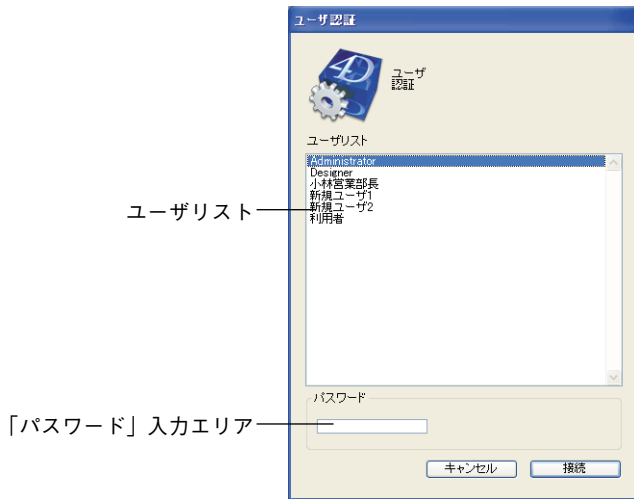 ユーザ認証
4D
ユーザ
認証
ユーザリスト
Administrator
Designer
小林営業部長
新規ユーザ1
新規ユーザ2
利用者
ユーザリスト
パスワード
「パスワード」入力エリア
キャンセル
接続